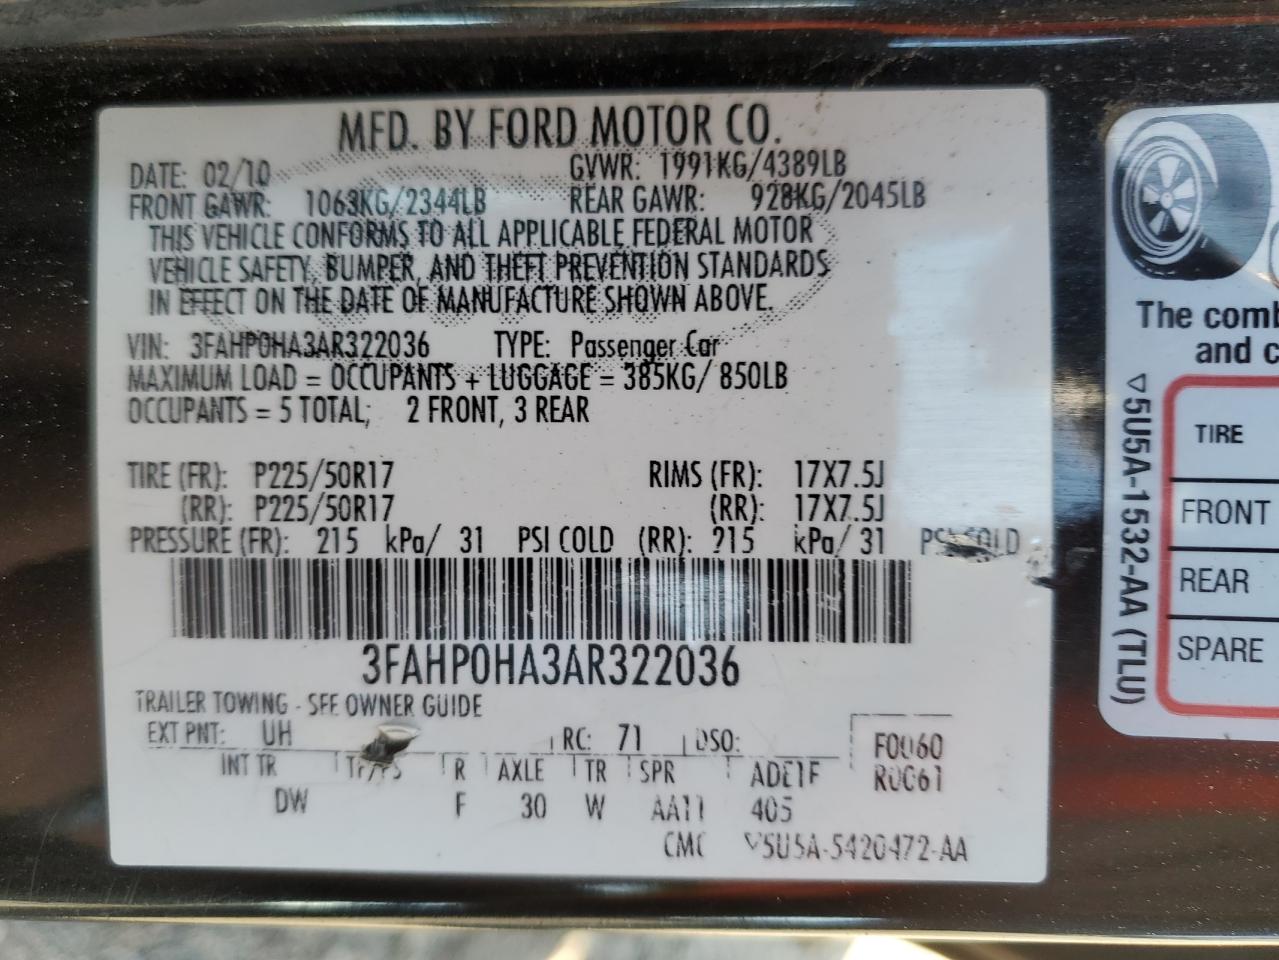 MFD. BY FORD MOTOR CO.
DATE: 02/10 GVWR: 1991KG/4389LB
FRONT GAWR: 1063KG/2344LB REAR GAWR: 928KG/2045LB
THIS VEHICLE CONFORMS TO ALL APPLICABLE FEDERAL MOTOR
VEHICLE SAFETY, BUMPER, AND THEFT PREVENTION STANDARDS
IN EFFECT ON THE DATE OF MANUFACTURE SHOWN ABOVE.
VIN: 3FAHP0HA3AR322036 TYPE: Passenger Car
MAXIMUM LOAD = OCCUPANTS + LUGGAGE = 385KG/ 850LB
OCCUPANTS = 5 TOTAL; 2 FRONT, 3 REAR
TIRE (FR): P225/50R17 RIMS (FR): 17X7.5J
(RR): P225/50R17 (RR): 17X7.5J
PRESSURE (FR): 215 kPa/ 31 PSI COLD (RR): 215 kPa/ 31 PSI COLD
3FAHP0HA3AR322036
TRAILER TOWING - SEE OWNER GUIDE
EXT PNT: UH RC: 71 DSO:
F0060
R0061
INT TR R AXLE TR SPR
DW F 30 W AA11 405
CMC ▽5U5A-5420472-AA
The comb
and c
TIRE
FRONT
REAR
SPARE
▽5U5A-1532-AA (TLU)